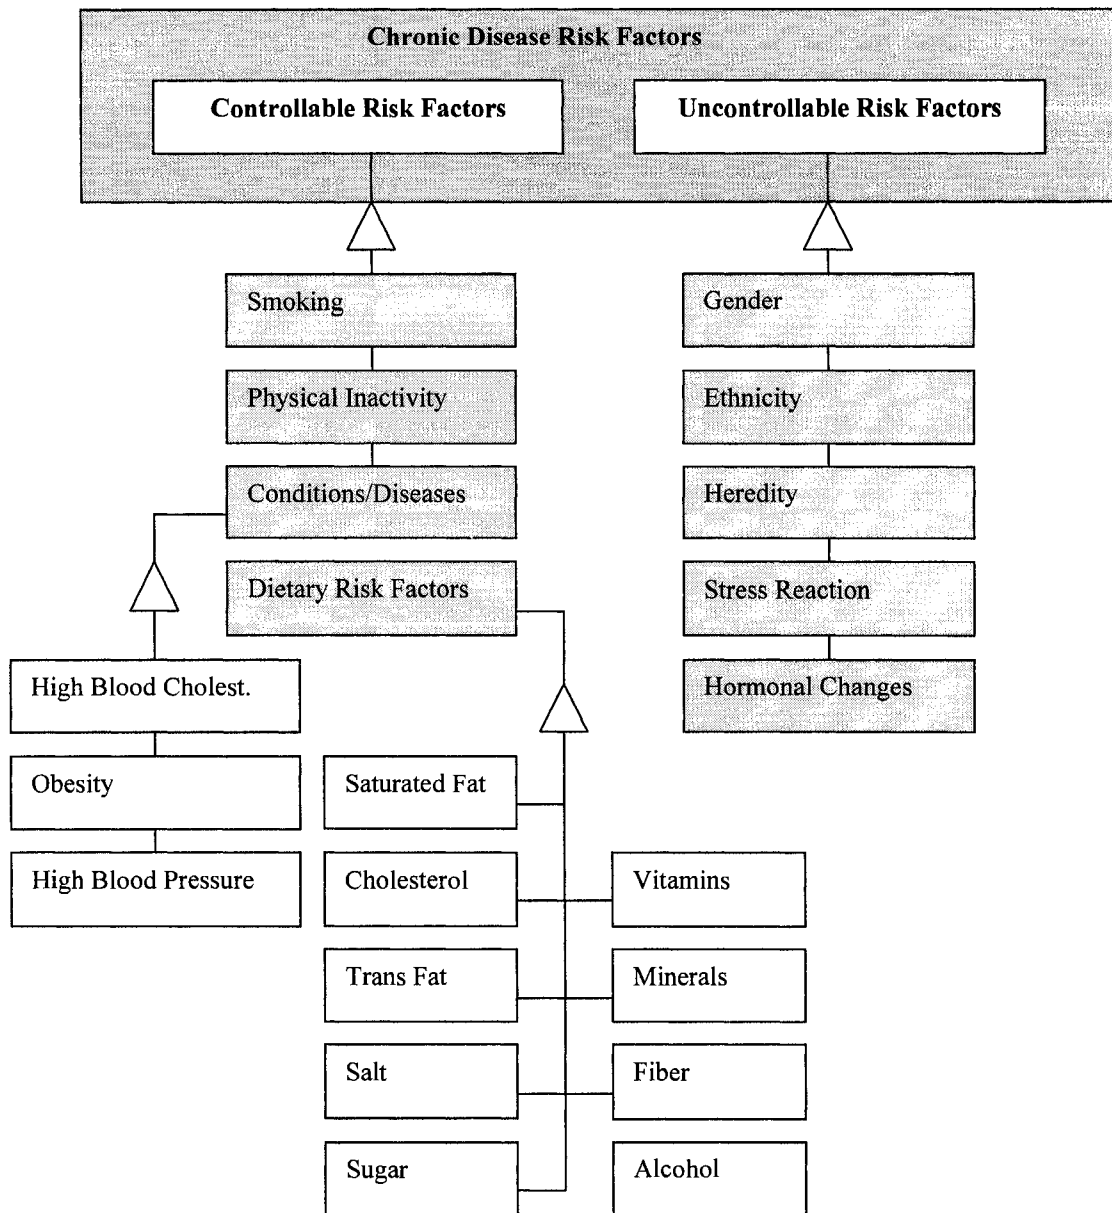 Chronic Disease Risk Factors
Controllable Risk Factors
Uncontrollable Risk Factors
Smoking
Physical Inactivity
Conditions/Diseases
Dietary Risk Factors
Gender
Ethnicity
Heredity
Stress Reaction
Hormonal Changes
High Blood Cholest.
Obesity
High Blood Pressure
Saturated Fat
Cholesterol
Trans Fat
Salt
Sugar
Vitamins
Minerals
Fiber
Alcohol